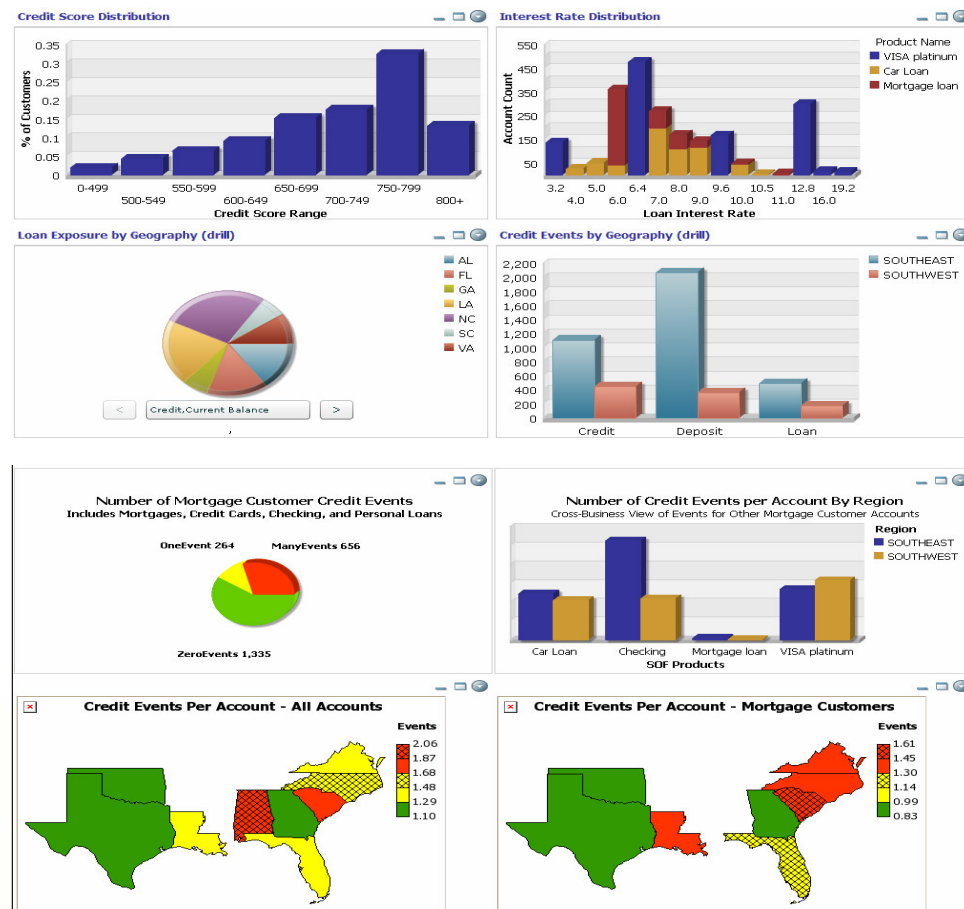 Credit Score Distribution
0.35
0.3
0.25
0.2
0.15
0.1
0.05
0
% of Customers
0-499 550-599 650-699 750-799
500-549 600-649 700-749 800+
Credit Score Range
Interest Rate Distribution
550
450
350
250
150
50
Account Count
Product Name
VISA platinum
Car Loan
Mortgage loan
3.2 5.0 6.4 8.0 9.6 10.5 12.8 19.2
4.0 6.0 7.0 9.0 10.0 11.0 16.0
Loan Interest Rate
Loan Exposure by Geography (drill)
AL
FL
GA
LA
NC
SC
VA
< Credit,Current Balance >
,
Credit Events by Geography (drill)
2,200
2,000
1,800
1,600
1,400
1,200
1,000
800
600
400
200
0
Credit Deposit Loan
SOUTHEAST
SOUTHWEST
Number of Mortgage Customer Credit Events
Includes Mortgages, Credit Cards, Checking, and Personal Loans
OneEvent 264 ManyEvents 656
ZeroEvents 1,335
Number of Credit Events per Account By Region
Cross-Business View of Events for Other Mortgage Customer Accounts
Region
SOUTHEAST
SOUTHWEST
Car Loan Checking Mortgage loan VISA platinum
SOF Products
Credit Events Per Account - All Accounts
Events
2.06
1.87
1.68
1.48
1.29
1.10
Credit Events Per Account - Mortgage Customers
Events
1.61
1.45
1.30
1.14
0.99
0.83